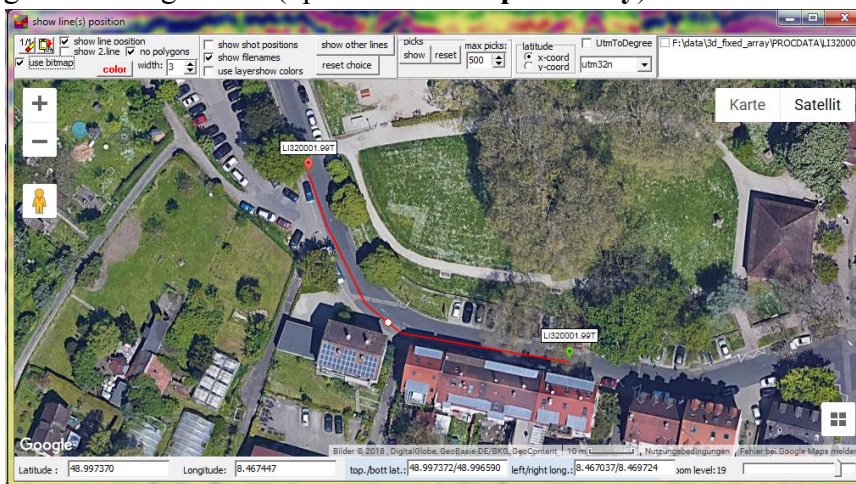 show line(s) position
1/1 show line position
show 2.line no polygons
use bitmap color width: 3
show shot positions
show filenames
use layershow colors
show other lines
reset choice
picks
show reset
max picks:
500
latitude
x-coord
y-coord
UtmToDegree
utm32n
F:\data\3d_fixed_array\PROCDATA\LI32000
Karte Satellit
LI320001.99T
LI320001.99T
Google
Bilder © 2018, DigitalGlobe, GeoBasis-DE/BKG, GeoContent 10 m Nutzungsbedingungen Fehler bei Google Maps melden
Latitude : 48.997370 Longitude: 8.467447 top./bott lat.: 48.997372/48.996590 left/right long.: 8.467037/8.469724 oom level:19